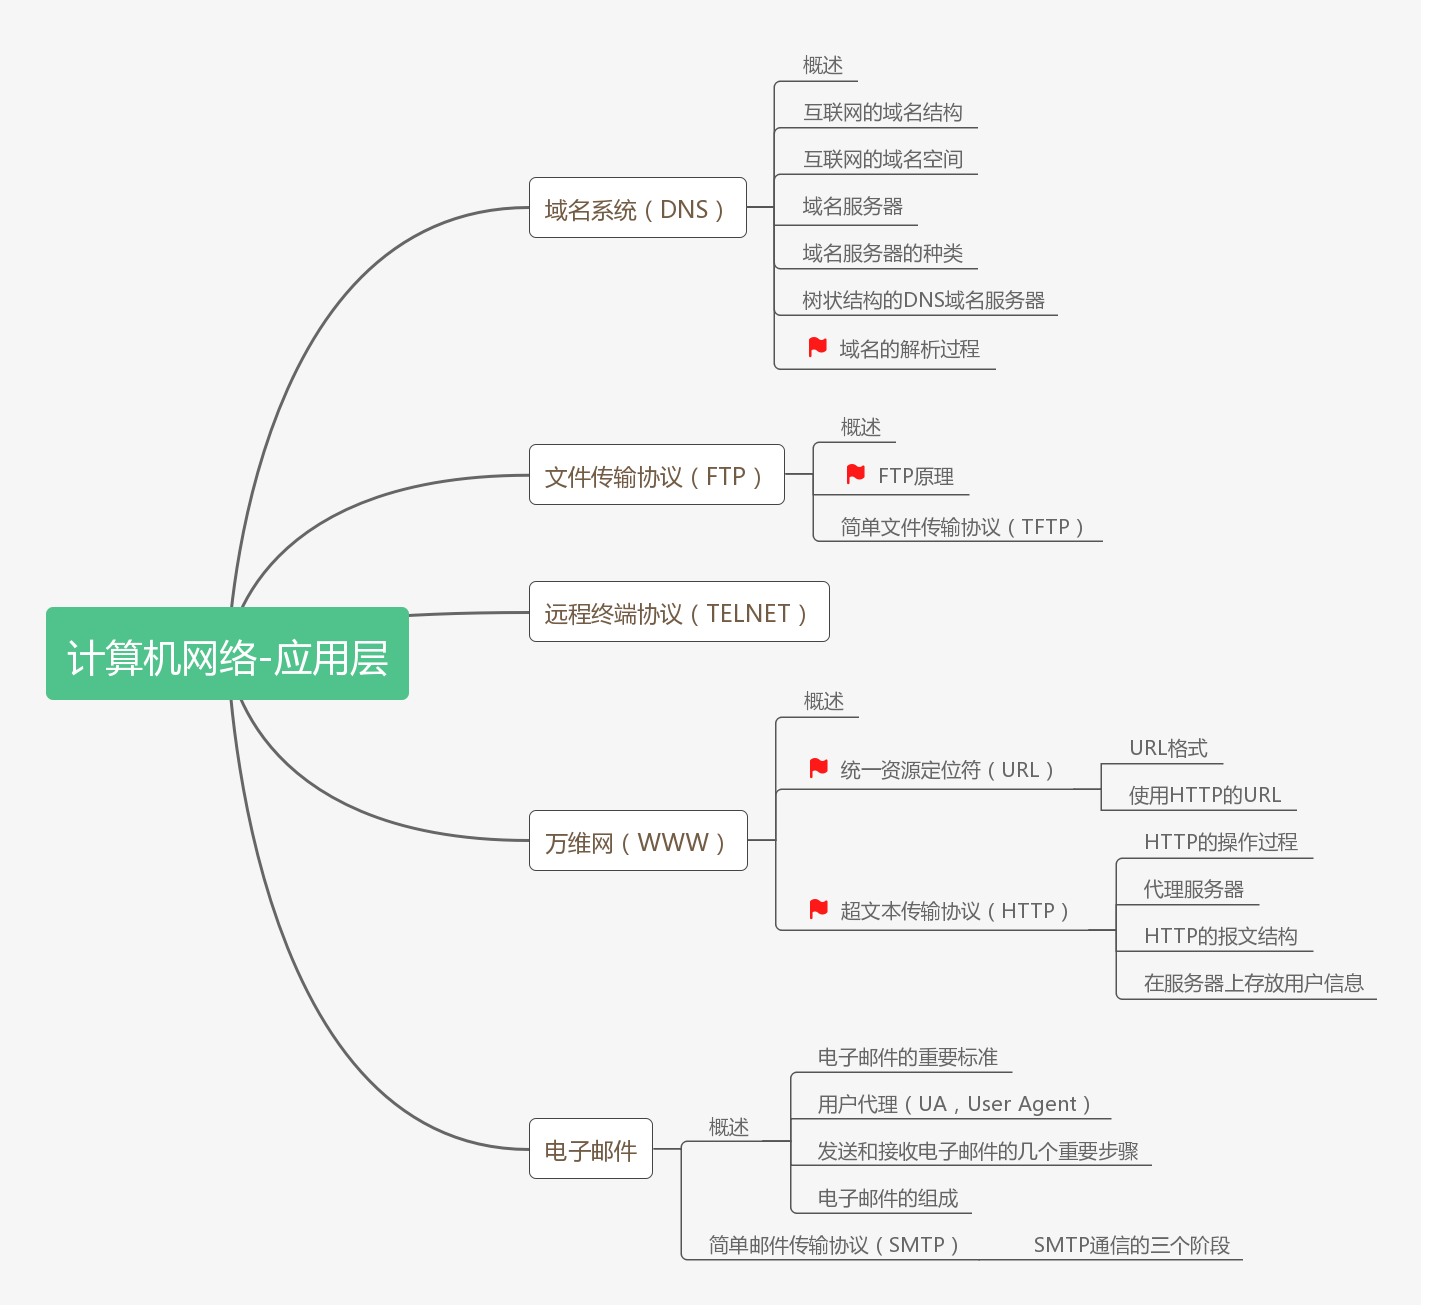 计算机网络-应用层
域名系统（DNS）
概述
互联网的域名结构
互联网的域名空间
域名服务器
域名服务器的种类
树状结构的DNS域名服务器
域名的解析过程
文件传输协议（FTP）
概述
FTP原理
简单文件传输协议（TFTP）
远程终端协议（TELNET）
万维网（WWW）
概述
统一资源定位符（URL）
URL格式
使用HTTP的URL
超文本传输协议（HTTP）
HTTP的操作过程
代理服务器
HTTP的报文结构
在服务器上存放用户信息
电子邮件
概述
电子邮件的重要标准
用户代理（UA，User Agent）
发送和接收电子邮件的几个重要步骤
电子邮件的组成
简单邮件传输协议（SMTP）
SMTP通信的三个阶段